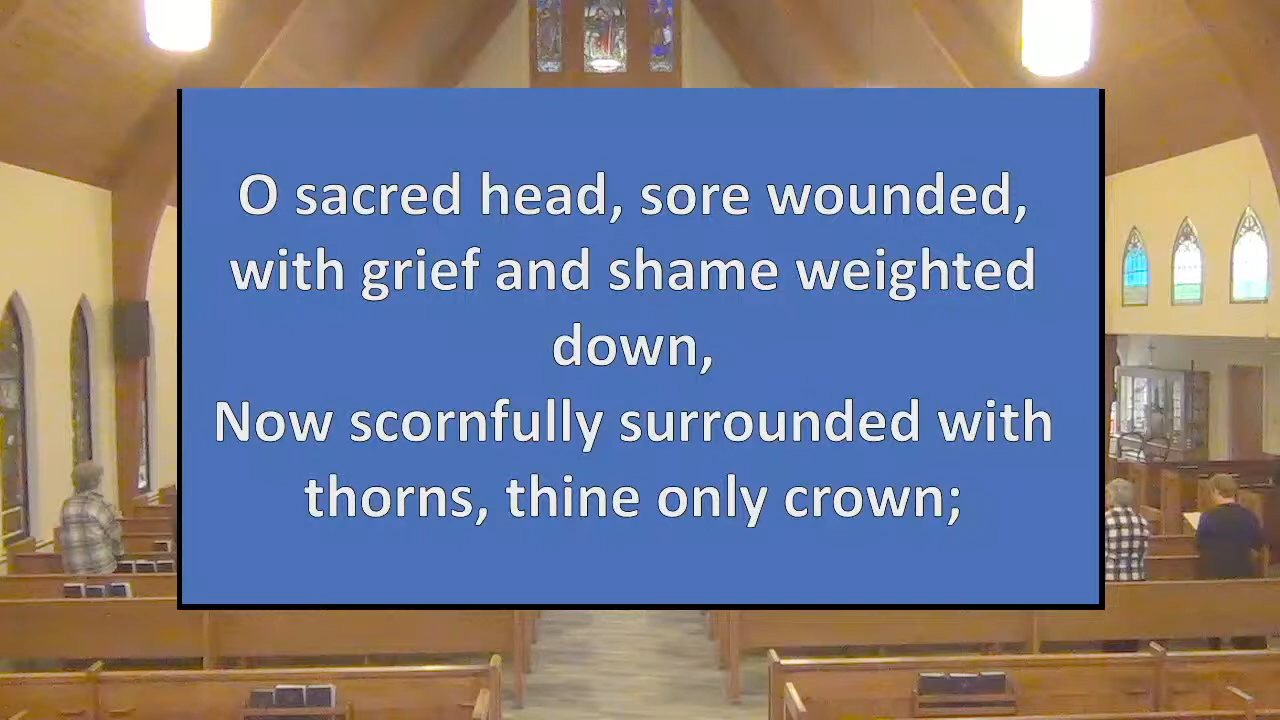 O sacred head, sore wounded,
with grief and shame weighted
down,
Now scornfully surrounded with
thorns, thine only crown;